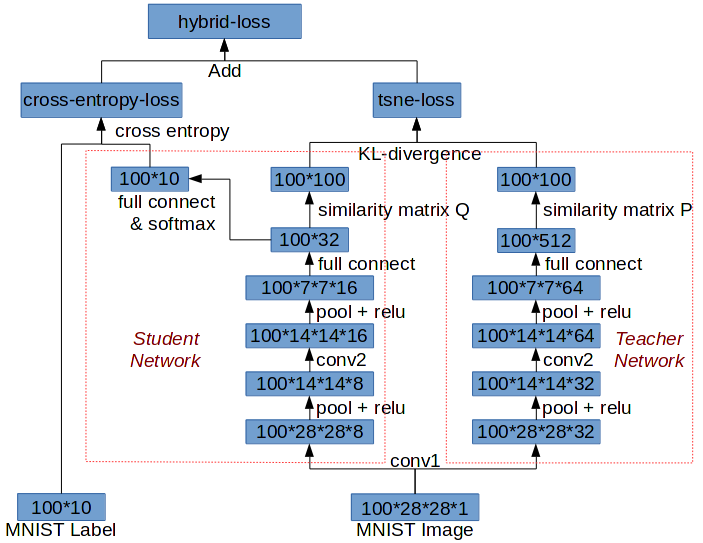 hybrid-loss
Add
cross-entropy-loss
tsne-loss
cross entropy
KL-divergence
100*10
100*100
100*100
full connect
& softmax
similarity matrix Q
similarity matrix P
100*32
100*512
full connect
full connect
100*7*7*16
100*7*7*64
pool + relu
pool + relu
100*14*14*16
100*14*14*64
Student
Network
Teacher
Network
conv2
conv2
100*14*14*8
100*14*14*32
pool + relu
pool + relu
100*28*28*8
100*28*28*32
conv1
100*10
MNIST Label
100*28*28*1
MNIST Image